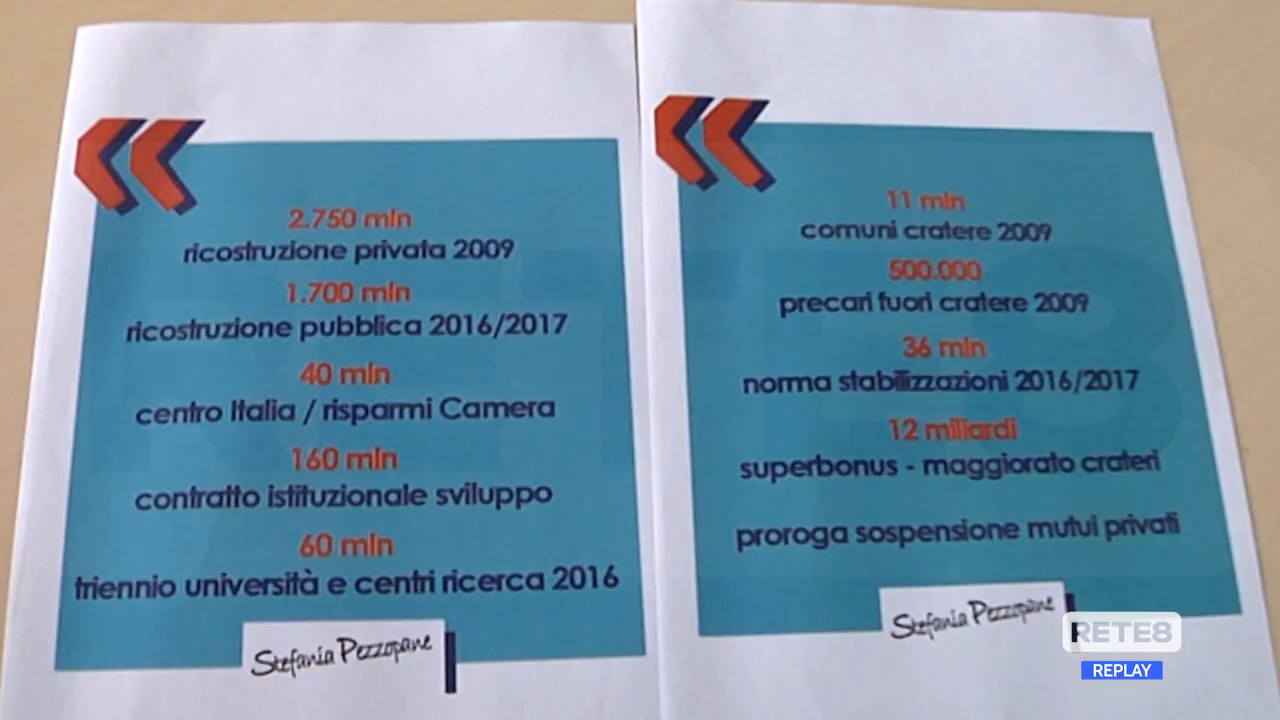 2.750 mln
ricostruzione privata 2009
1.700 mln
ricostruzione pubblica 2016/2017
40 mln
centro Italia / risparmi Camera
160 mln
contratto istituzionale sviluppo
60 mln
triennio università e centri ricerca 2016
Stefania Pezzopane
11 mln
comuni cratere 2009
500.000
precari fuori cratere 2009
36 mln
norma stabilizzazioni 2016/2017
12 miliardi
superbonus - maggiorato crateri
proroga sospensione mutui privati
Stefania Pezzopane
RETE8
REPLAY